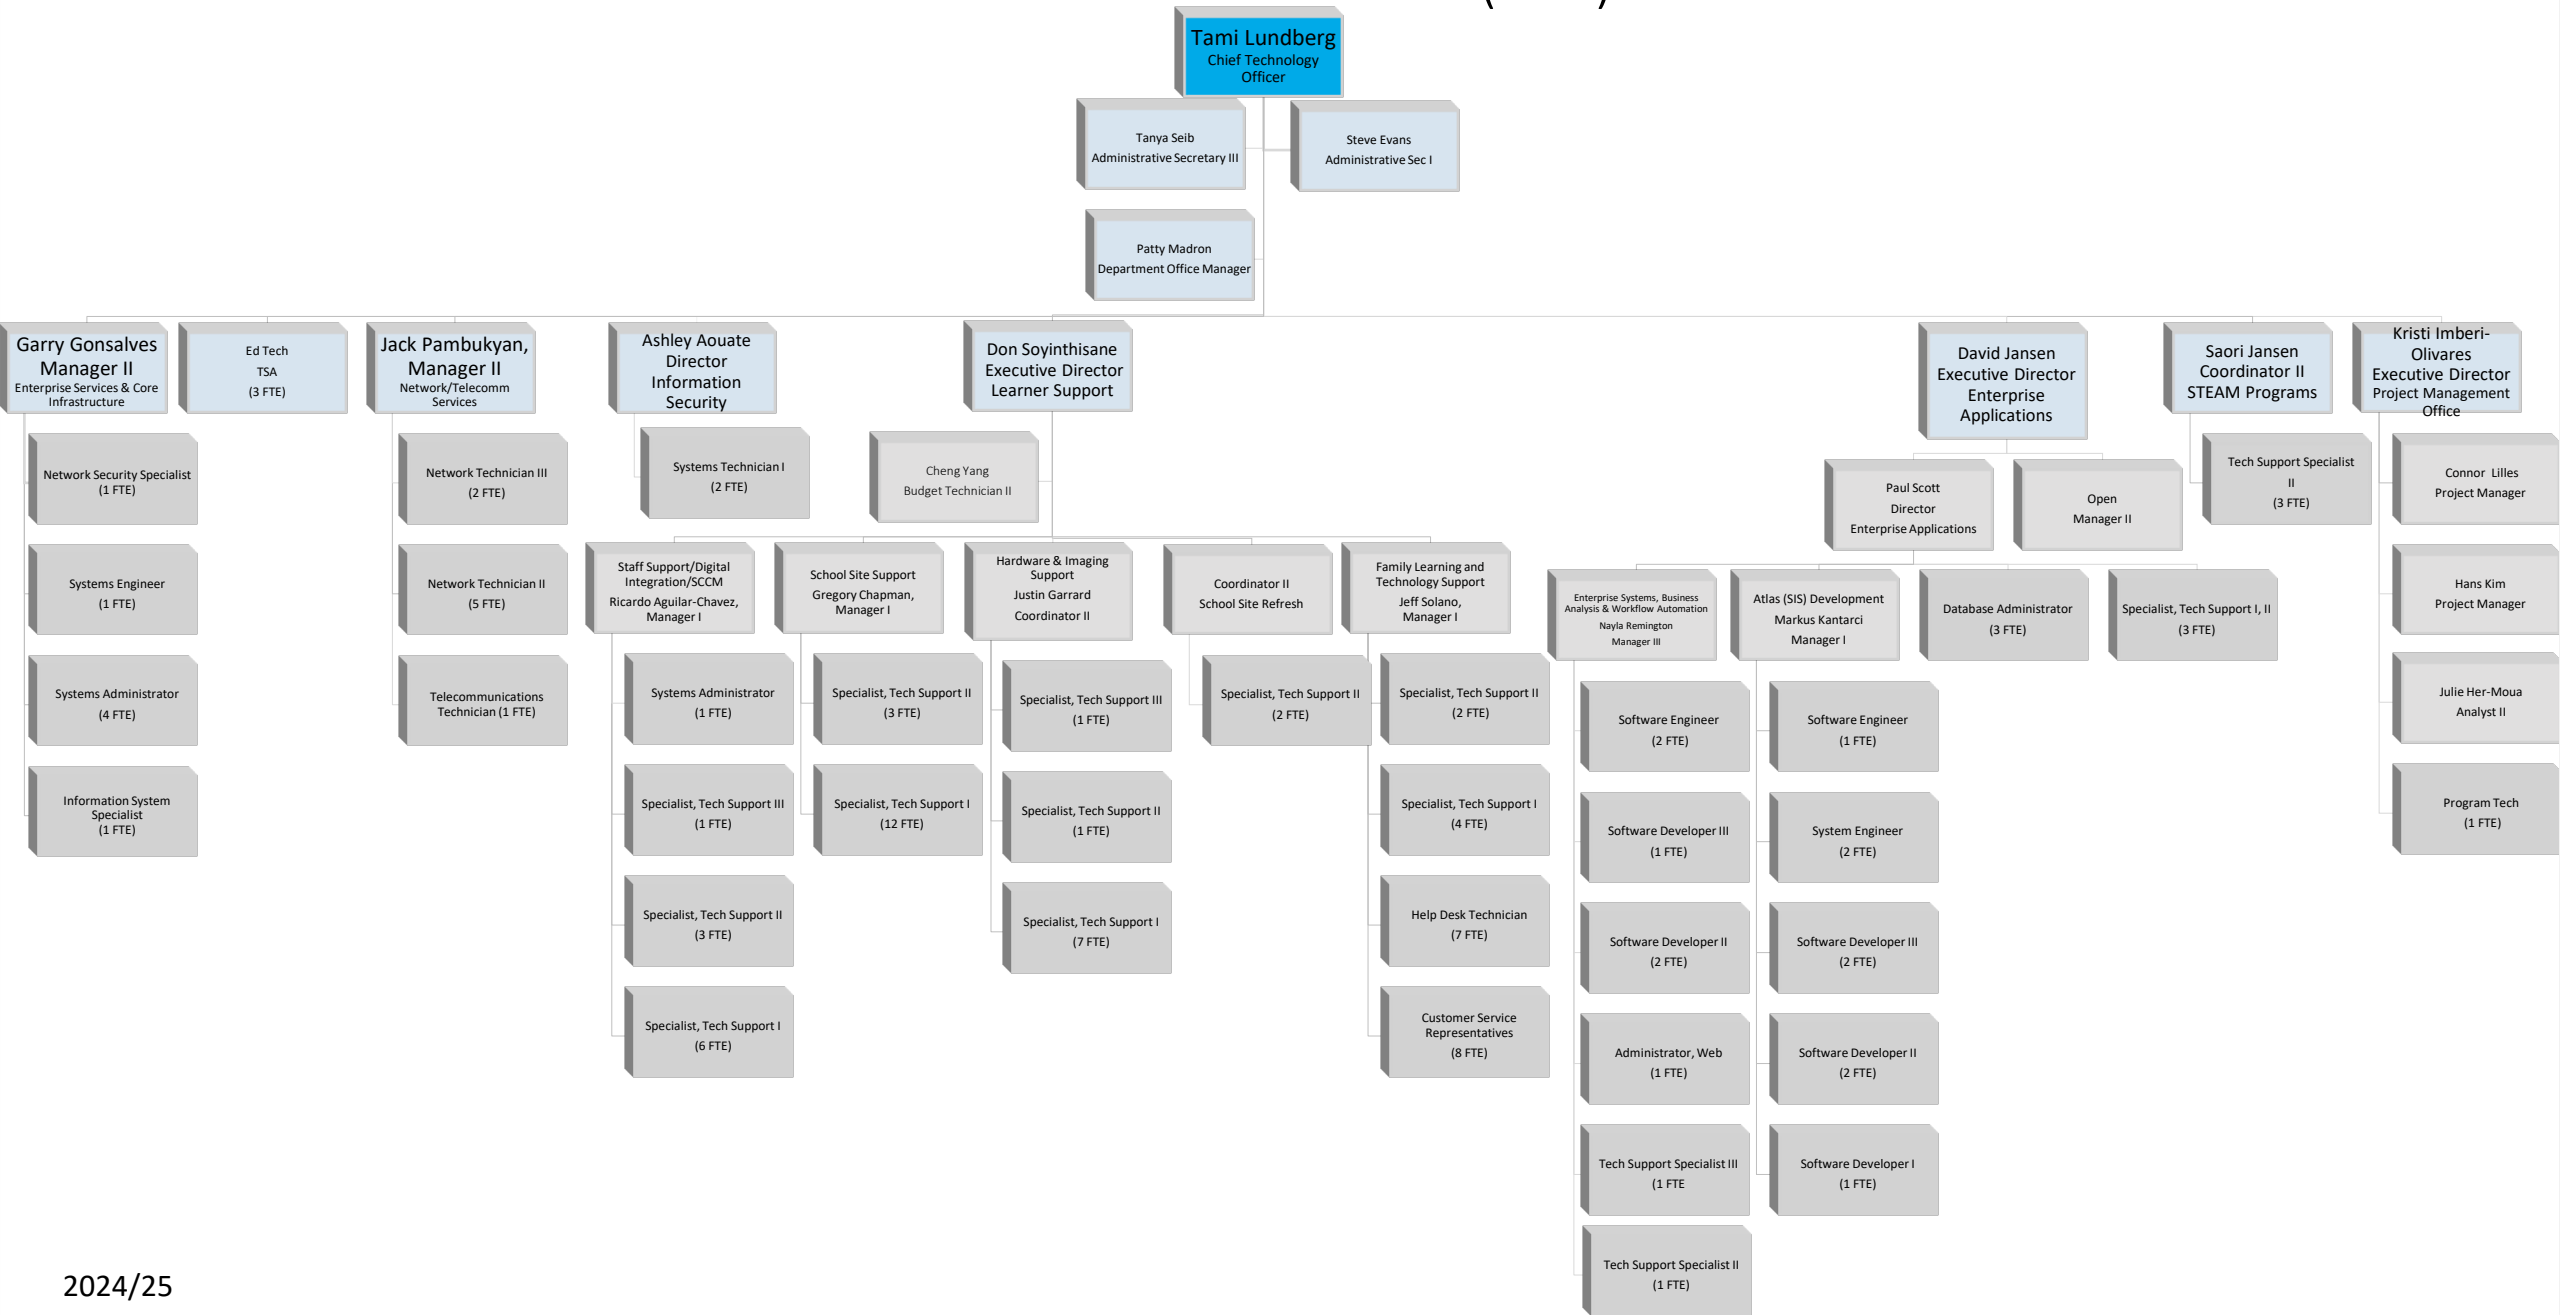 Tami Lundberg
Chief Technology
Officer
Tanya Seib
Administrative Secretary III
Steve Evans
Administrative Sec I
Patty Madron
Department Office Manager
Garry Gonsalves
Manager II
Enterprise Services & Core
Infrastructure
Ed Tech
TSA
(3 FTE)
Jack Pambukyan,
Manager II
Network/Telecomm
Services
Ashley Aouate
Director
Information
Security
Don Soyinthisane
Executive Director
Learner Support
David Jansen
Executive Director
Enterprise
Applications
Saori Jansen
Coordinator II
STEAM Programs
Kristi Imberi-
Olivares
Executive Director
Project Management
Office
Network Security Specialist
(1 FTE)
Systems Engineer
(1 FTE)
Systems Administrator
(4 FTE)
Information System
Specialist
(1 FTE)
Network Technician III
(2 FTE)
Network Technician II
(5 FTE)
Telecommunications
Technician (1 FTE)
Systems Technician I
(2 FTE)
Cheng Yang
Budget Technician II
Staff Support/Digital
Integration/SCCM
Ricardo Aguilar-Chavez,
Manager I
Systems Administrator
(1 FTE)
Specialist, Tech Support III
(1 FTE)
Specialist, Tech Support II
(3 FTE)
Specialist, Tech Support I
(6 FTE)
School Site Support
Gregory Chapman,
Manager I
Specialist, Tech Support II
(3 FTE)
Specialist, Tech Support I
(12 FTE)
Hardware & Imaging
Support
Justin Garrard
Coordinator II
Specialist, Tech Support III
(1 FTE)
Specialist, Tech Support II
(1 FTE)
Specialist, Tech Support I
(7 FTE)
Coordinator II
School Site Refresh
Specialist, Tech Support II
(2 FTE)
Family Learning and
Technology Support
Jeff Solano,
Manager I
Specialist, Tech Support II
(2 FTE)
Specialist, Tech Support I
(4 FTE)
Help Desk Technician
(7 FTE)
Customer Service
Representatives
(8 FTE)
Paul Scott
Director
Enterprise Applications
Open
Manager II
Enterprise Systems, Business
Analysis & Workflow Automation
Nayla Remington
Manager III
Software Engineer
(2 FTE)
Software Developer III
(1 FTE)
Software Developer II
(2 FTE)
Administrator, Web
(1 FTE)
Tech Support Specialist III
(1 FTE
Tech Support Specialist II
(1 FTE)
Atlas (SIS) Development
Markus Kantarci
Manager I
Software Engineer
(1 FTE)
System Engineer
(2 FTE)
Software Developer III
(2 FTE)
Software Developer II
(2 FTE)
Software Developer I
(1 FTE)
Database Administrator
(3 FTE)
Specialist, Tech Support I, II
(3 FTE)
Tech Support Specialist
II
(3 FTE)
Connor Lilles
Project Manager
Hans Kim
Project Manager
Julie Her-Moua
Analyst II
Program Tech
(1 FTE)
2024/25